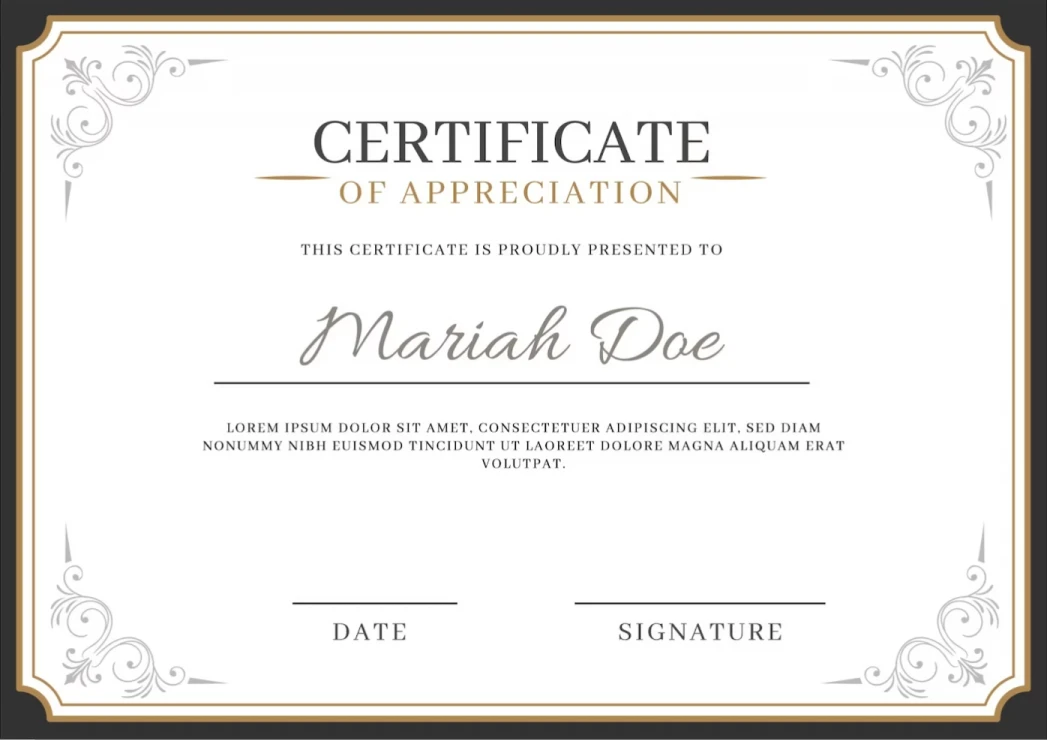 CERTIFICATE
OF APPRECIATION
THIS CERTIFICATE IS PROUDLY PRESENTED TO
Mariah Doe
LOREM IPSUM DOLOR SIT AMET, CONSECTETUER ADIPISCING ELIT, SED DIAM
NONUMMY NIBH EUISMOD TINCIDUNT UT LAOREET DOLORE MAGNA ALIQUAM ERAT
VOLUTPAT.
DATE
SIGNATURE